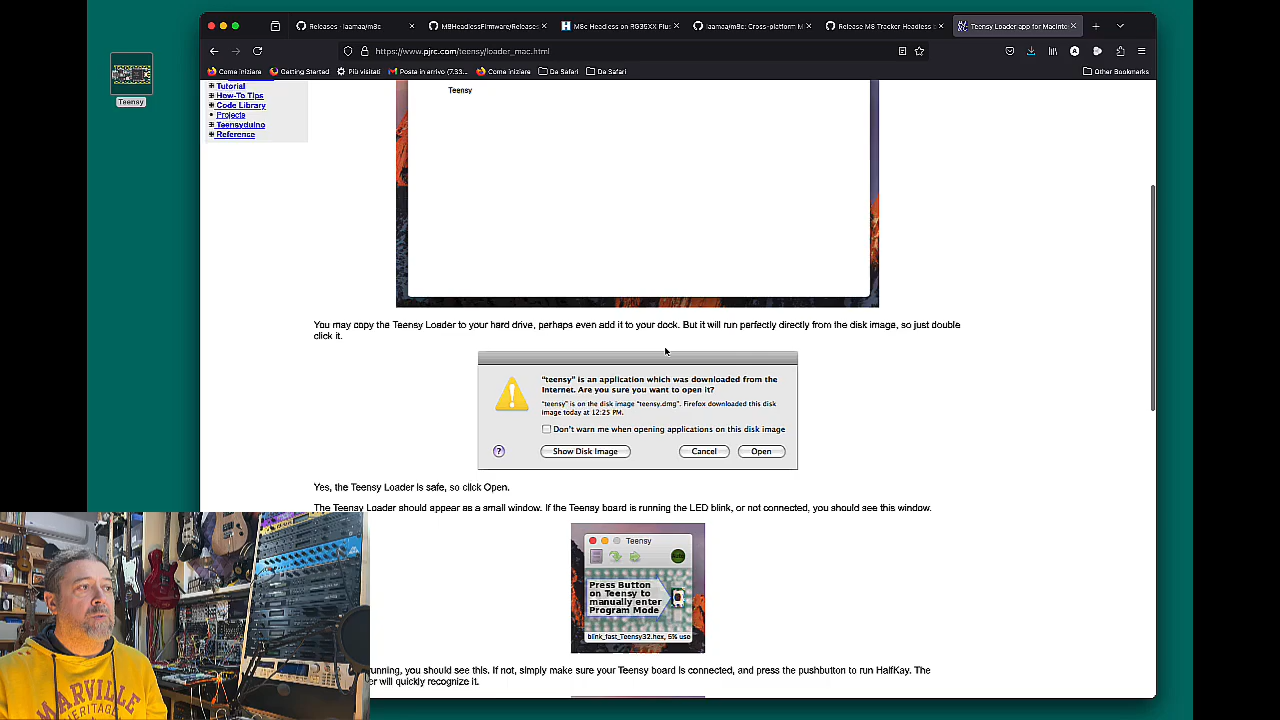 Releases · laamaa/m8c
M8HeadlessFirmware/Releases
M8c Headless on RG35XX Plus
laamaa/m8c: Cross-platform M
Release M8 Tracker Headless
Teensy Loader app for Macinto
https://www.pjrc.com/teensy/loader_mac.html
Come iniziare
Getting Started
Più visitati
Posta in arrivo (7.33...
Come iniziare
Da Safari
Da Safari
Other Bookmarks
Teensy
Tutorial
How-To Tips
Code Library
Projects
Teensyduino
Reference
Teensy
You may copy the Teensy Loader to your hard drive, perhaps even add it to your dock. But it will run perfectly directly from the disk image, so just double
click it.
"teensy" is an application which was downloaded from the
Internet. Are you sure you want to open it?
"teensy" is on the disk image "teensy.dmg". Firefox downloaded this disk
image today at 12:25 PM.
Don't warn me when opening applications on this disk image
?
Show Disk Image
Cancel
Open
Yes, the Teensy Loader is safe, so click Open.
The Teensy Loader should appear as a small window. If the Teensy board is running the LED blink, or not connected, you should see this window.
Teensy
Auto
Press Button
on Teensy to
manually enter
Program Mode
blink_fast_Teensy32.hex, 5% use
running, you should see this. If not, simply make sure your Teensy board is connected, and press the pushbutton to run HalfKay. The
er will quickly recognize it.
MARVILLE
HERITAGE